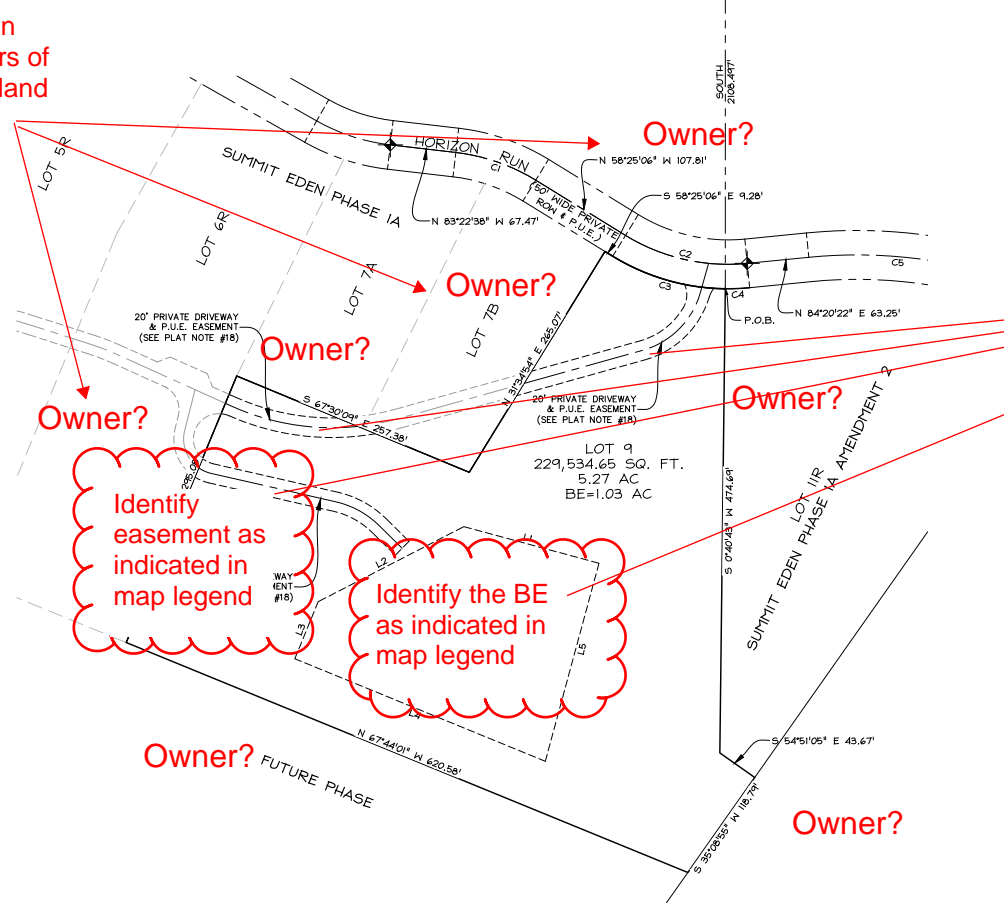 n
rs of
land
SOUTH
2108.497'
Owner?
HORIZON
RUN
C1
N 58°25'06" W 107.81'
LOT 5R
SUMMIT EDEN PHASE 1A
(50' WIDE PRIVATE
ROW & P.U.E.)
S 58°25'06" E 9.28'
N 83°22'38" W 67.47'
LOT 6R
C2
C5
Owner?
LOT 7A
C3
C4
N 84°20'22" E 63.25'
P.O.B.
20' PRIVATE DRIVEWAY
& P.U.E. EASEMENT
(SEE PLAT NOTE #18)
LOT 7B
N 31°34'54" E 265.07'
Owner?
Owner?
Owner?
S 67°30'09" E 257.38'
20' PRIVATE DRIVEWAY
& P.U.E. EASEMENT
(SEE PLAT NOTE #18)
LOT 9
229,534.65 SQ. FT.
5.27 AC
BE=1.03 AC
S 0°40'43" W 474.69'
LOT 11R
SUMMIT EDEN PHASE 1A AMENDMENT 2
Identify
easement as
indicated in
map legend
WAY
MENT
#18)
L1
L2
L3
L4
L5
Identify the BE
as indicated in
map legend
Owner?
FUTURE PHASE
N 67°44'01" W 620.58'
S 54°51'05" E 43.67'
S 35°08'55" W 118.79'
Owner?